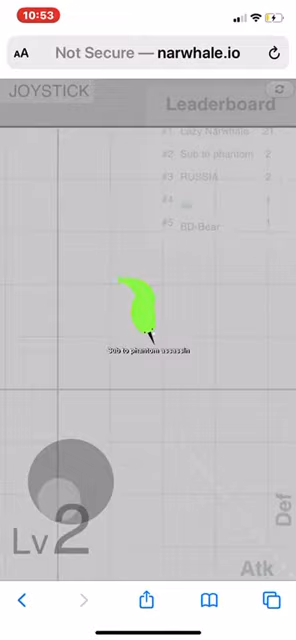 10:53
AA Not Secure — narwhale.io
JOYSTICK
Leaderboard
#1 Lazy Narwhale 21
#2 Sub to phantom 2
#3 RUSSIA 2
#4 1
#5 BD-Bear 1
Sub to phantom assassin
Lv2
Def
Atk